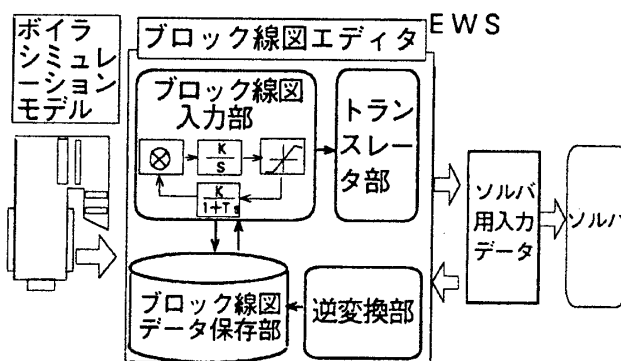 ボイラ
シミュレ
ーション
モデル
ブロック線図エディタ
EWS
ブロック線図
入力部
K
S
K
1+Ts
トラン
スレー
タ部
ソルバ
用入力
データ
ソルバ
ブロック線図
データ保存部
逆変換部